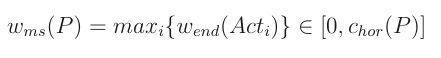 $w_{ms}(P) = max_i\{w_{end}(Act_i)\} \in [0, c_{hor}(P)]$